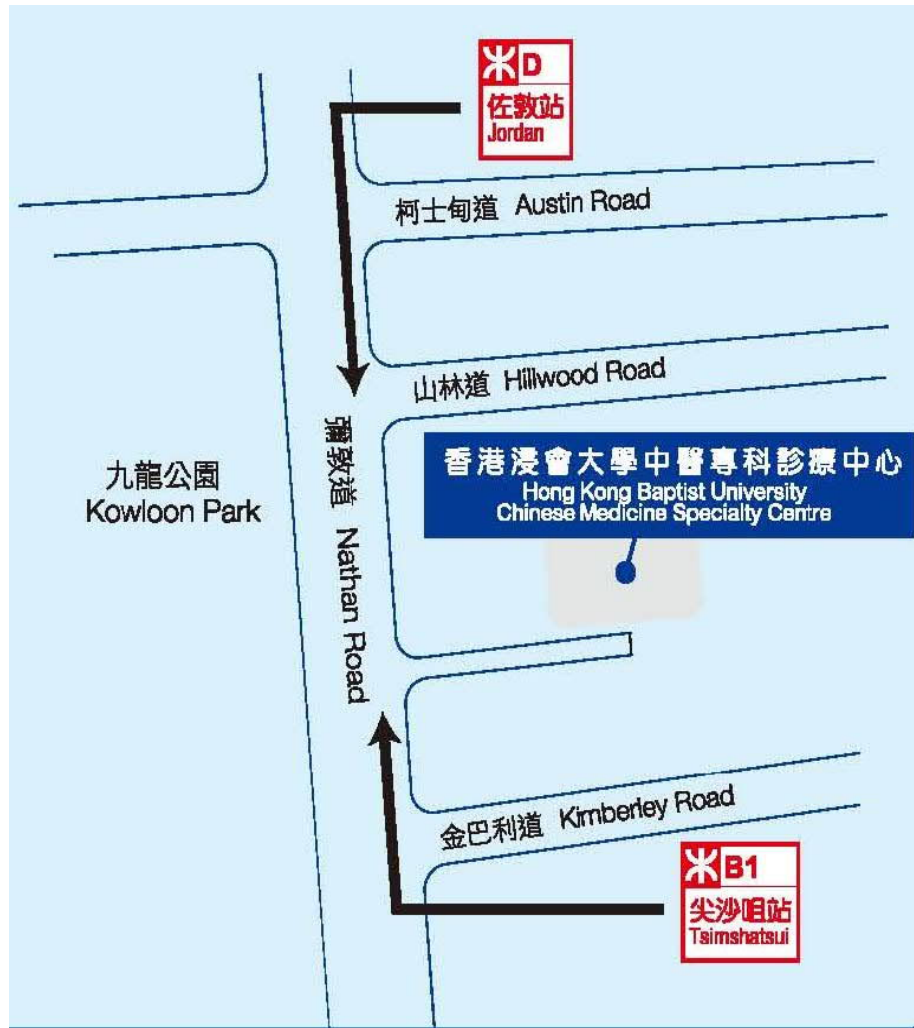 D
佐敦站
Jordan
柯士甸道 Austin Road
山林道 Hillwood Road
彌敦道 Nathan Road
九龍公園
Kowloon Park
香港浸會大學中醫專科診療中心
Hong Kong Baptist University
Chinese Medicine Specialty Centre
金巴利道 Kimberley Road
B1
尖沙咀站
Tsimshatsui